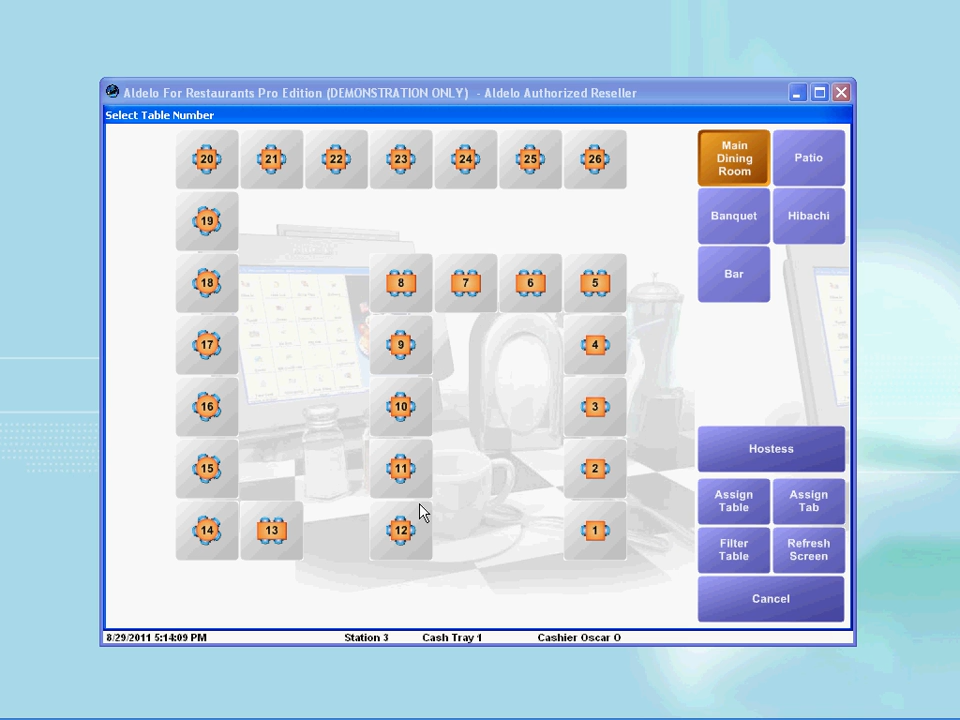 Aldelo For Restaurants Pro Edition (DEMONSTRATION ONLY) - Aldelo Authorized Reseller
Select Table Number
20 21 22 23 24 25 26
19
18 8 7 6 5
17 9 4
16 10 3
15 11 2
14 13 12 1
Main
Dining
Room
Patio
Banquet
Hibachi
Bar
Hostess
Assign
Table
Assign
Tab
Filter
Table
Refresh
Screen
Cancel
8/29/2011 5:14:09 PM Station 3 Cash Tray 1 Cashier Oscar O